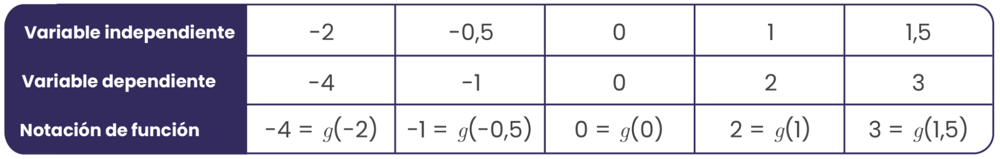 Variable independiente -2 -0,5 0 1 1,5
Variable dependiente -4 -1 0 2 3
Notación de función -4 = g(-2) -1 = g(-0,5) 0 = g(0) 2 = g(1) 3 = g(1,5)